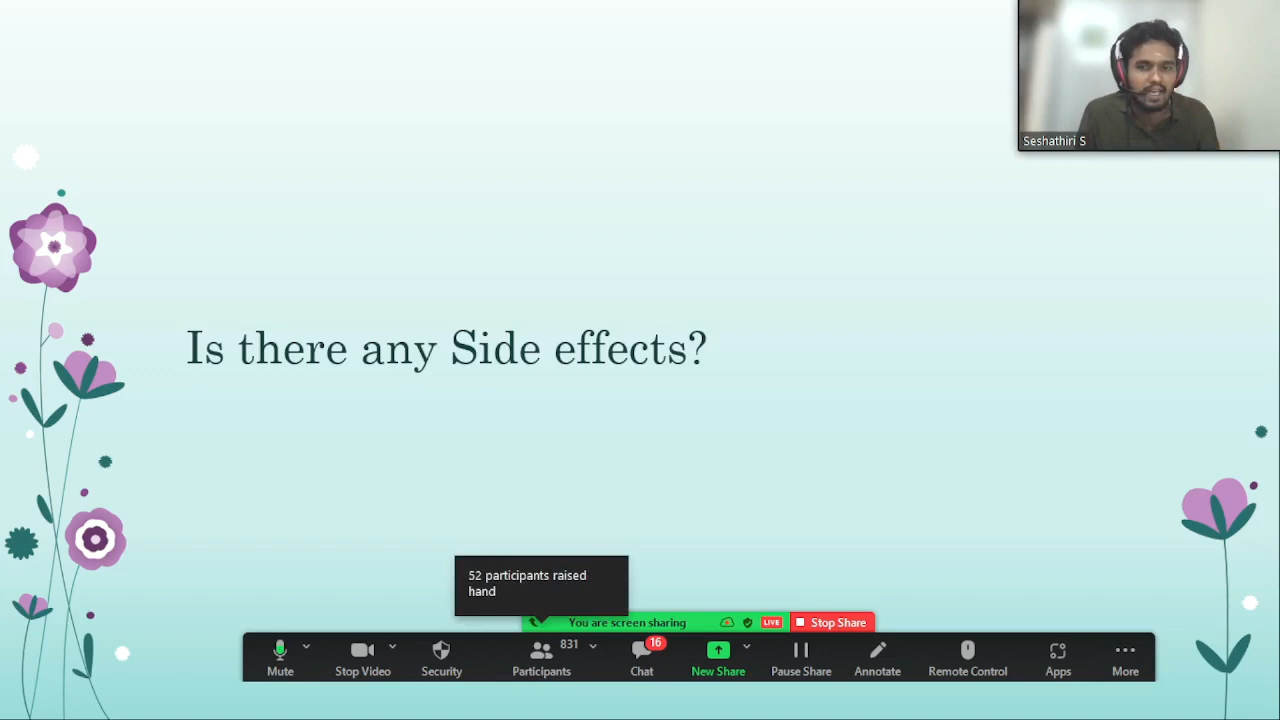 Seshathiri S
Is there any Side effects?
52 participants raised
hand
You are screen sharing
LIVE
Stop Share
831
16
Mute
Stop Video
Security
Participants
Chat
New Share
Pause Share
Annotate
Remote Control
Apps
More